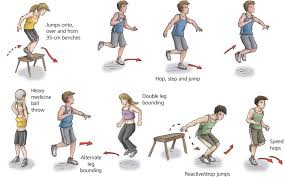 Jumps onto,
over and from
35-cm benches
Hop, step and jump
Heavy
medicine
ball
throw
Alternate
leg
bounding
Double leg
bounding
Reactive/drop jumps
Speed
hops